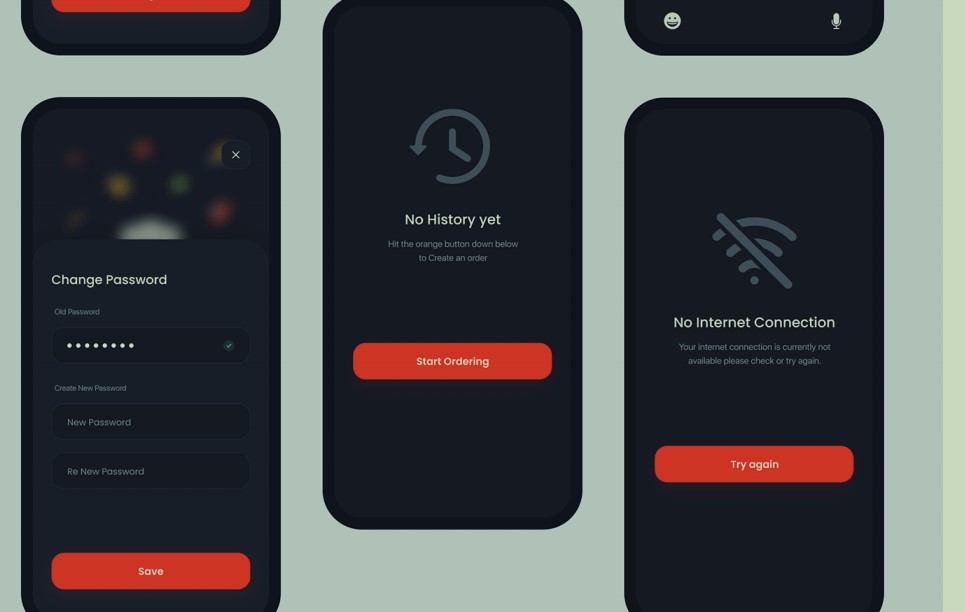 Change Password
Old Password
Create New Password
New Password
Re New Password
Save
No History yet
Hit the orange button down below
to Create an order
Start Ordering
No Internet Connection
Your internet connection is currently not
available please check or try again.
Try again